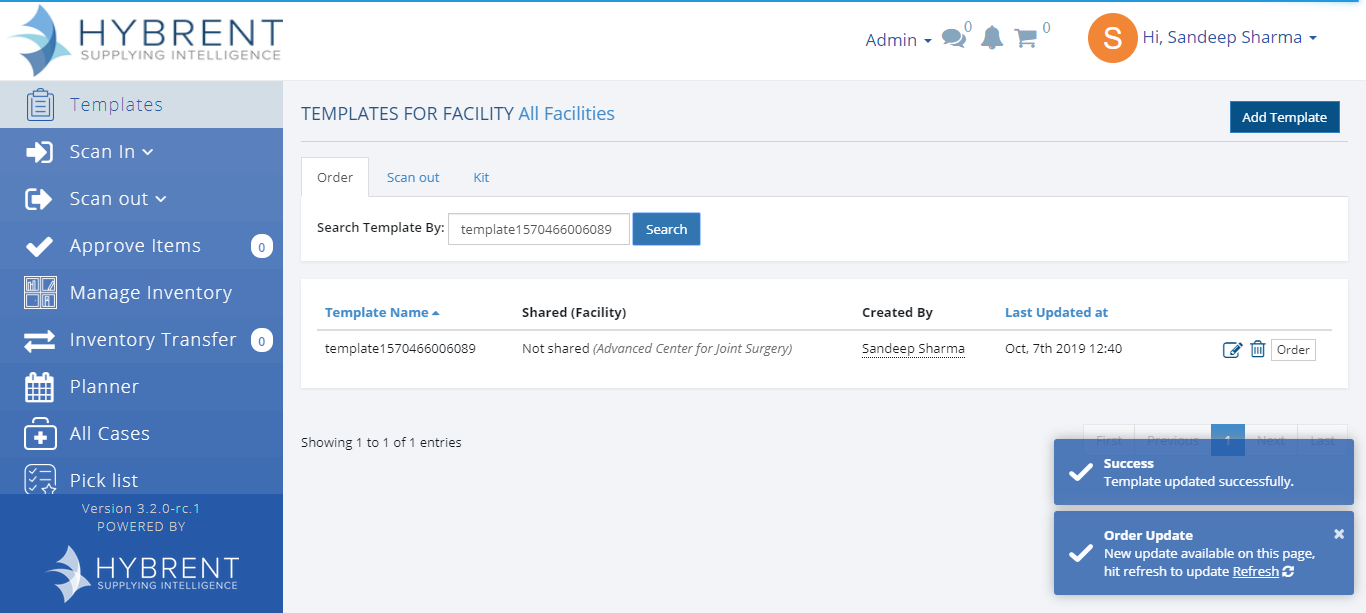 HYBRENT
SUPPLYING INTELLIGENCE
Admin
0
0
S
Hi, Sandeep Sharma
Templates
Scan In
Scan out
Approve Items
0
Manage Inventory
Inventory Transfer
0
Planner
All Cases
Pick list
Version 3.2.0-rc.1
POWERED BY
HYBRENT
SUPPLYING INTELLIGENCE
TEMPLATES FOR FACILITY All Facilities
Add Template
Order Scan out Kit
Search Template By: template1570466006089 Search
Template Name Shared (Facility) Created By Last Updated at
template1570466006089 Not shared (Advanced Center for Joint Surgery) Sandeep Sharma Oct, 7th 2019 12:40 Order
Showing 1 to 1 of 1 entries
First Previous 1 Next Last
Success
Template updated successfully.
Order Update
New update available on this page,
hit refresh to update Refresh